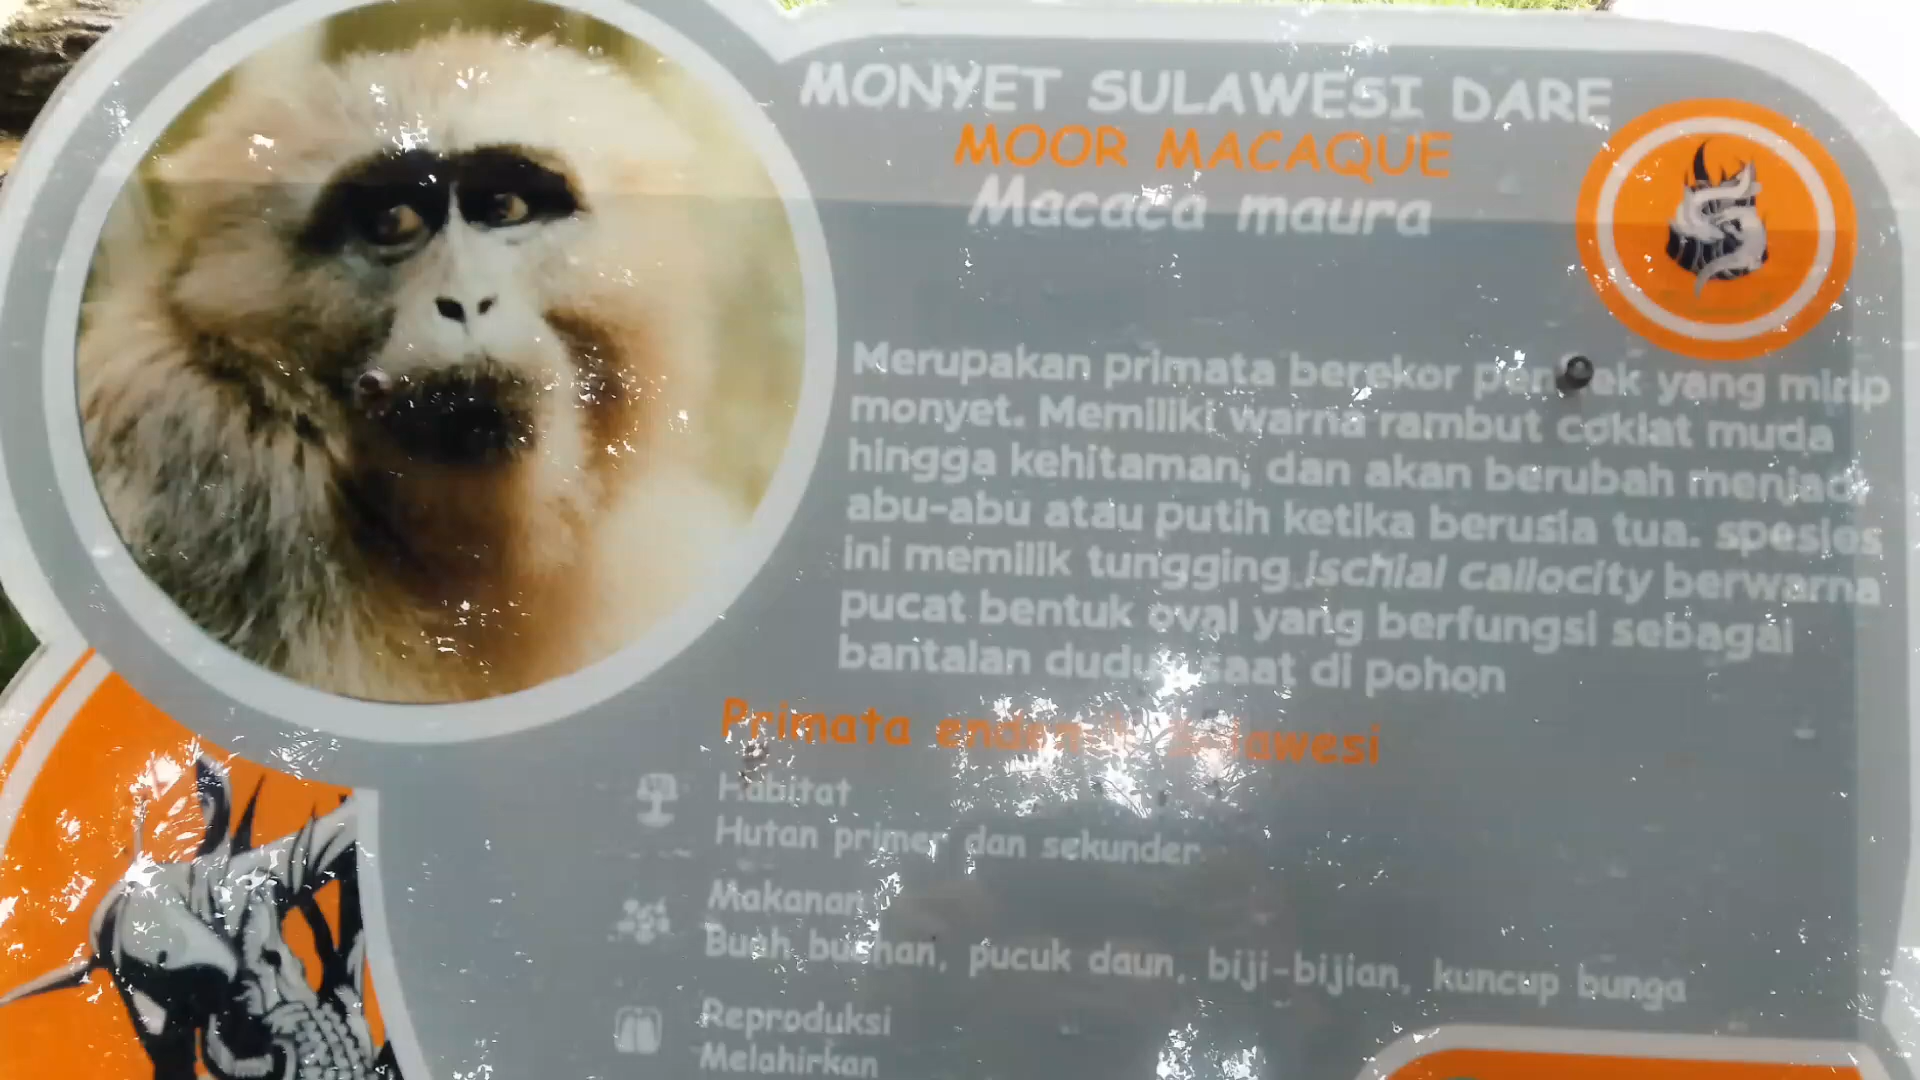 MONYET SULAWESI DARE
MOOR MACAQUE
Macaca maura
Merupakan primata berekor pendek yang mirip
monyet. Memiliki warna rambut coklat muda
hingga kehitaman, dan akan berubah menjadi
abu-abu atau putih ketika berusia tua. spesies
ini memilik tungging ischial callocity berwarna
pucat bentuk oval yang berfungsi sebagai
bantalan duduk saat di pohon
Primata endemik Sulawesi
Habitat
Hutan primer dan sekunder
Makanan
Buah buahan, pucuk daun, biji-bijian, kuncup bunga
Reproduksi
Melahirkan